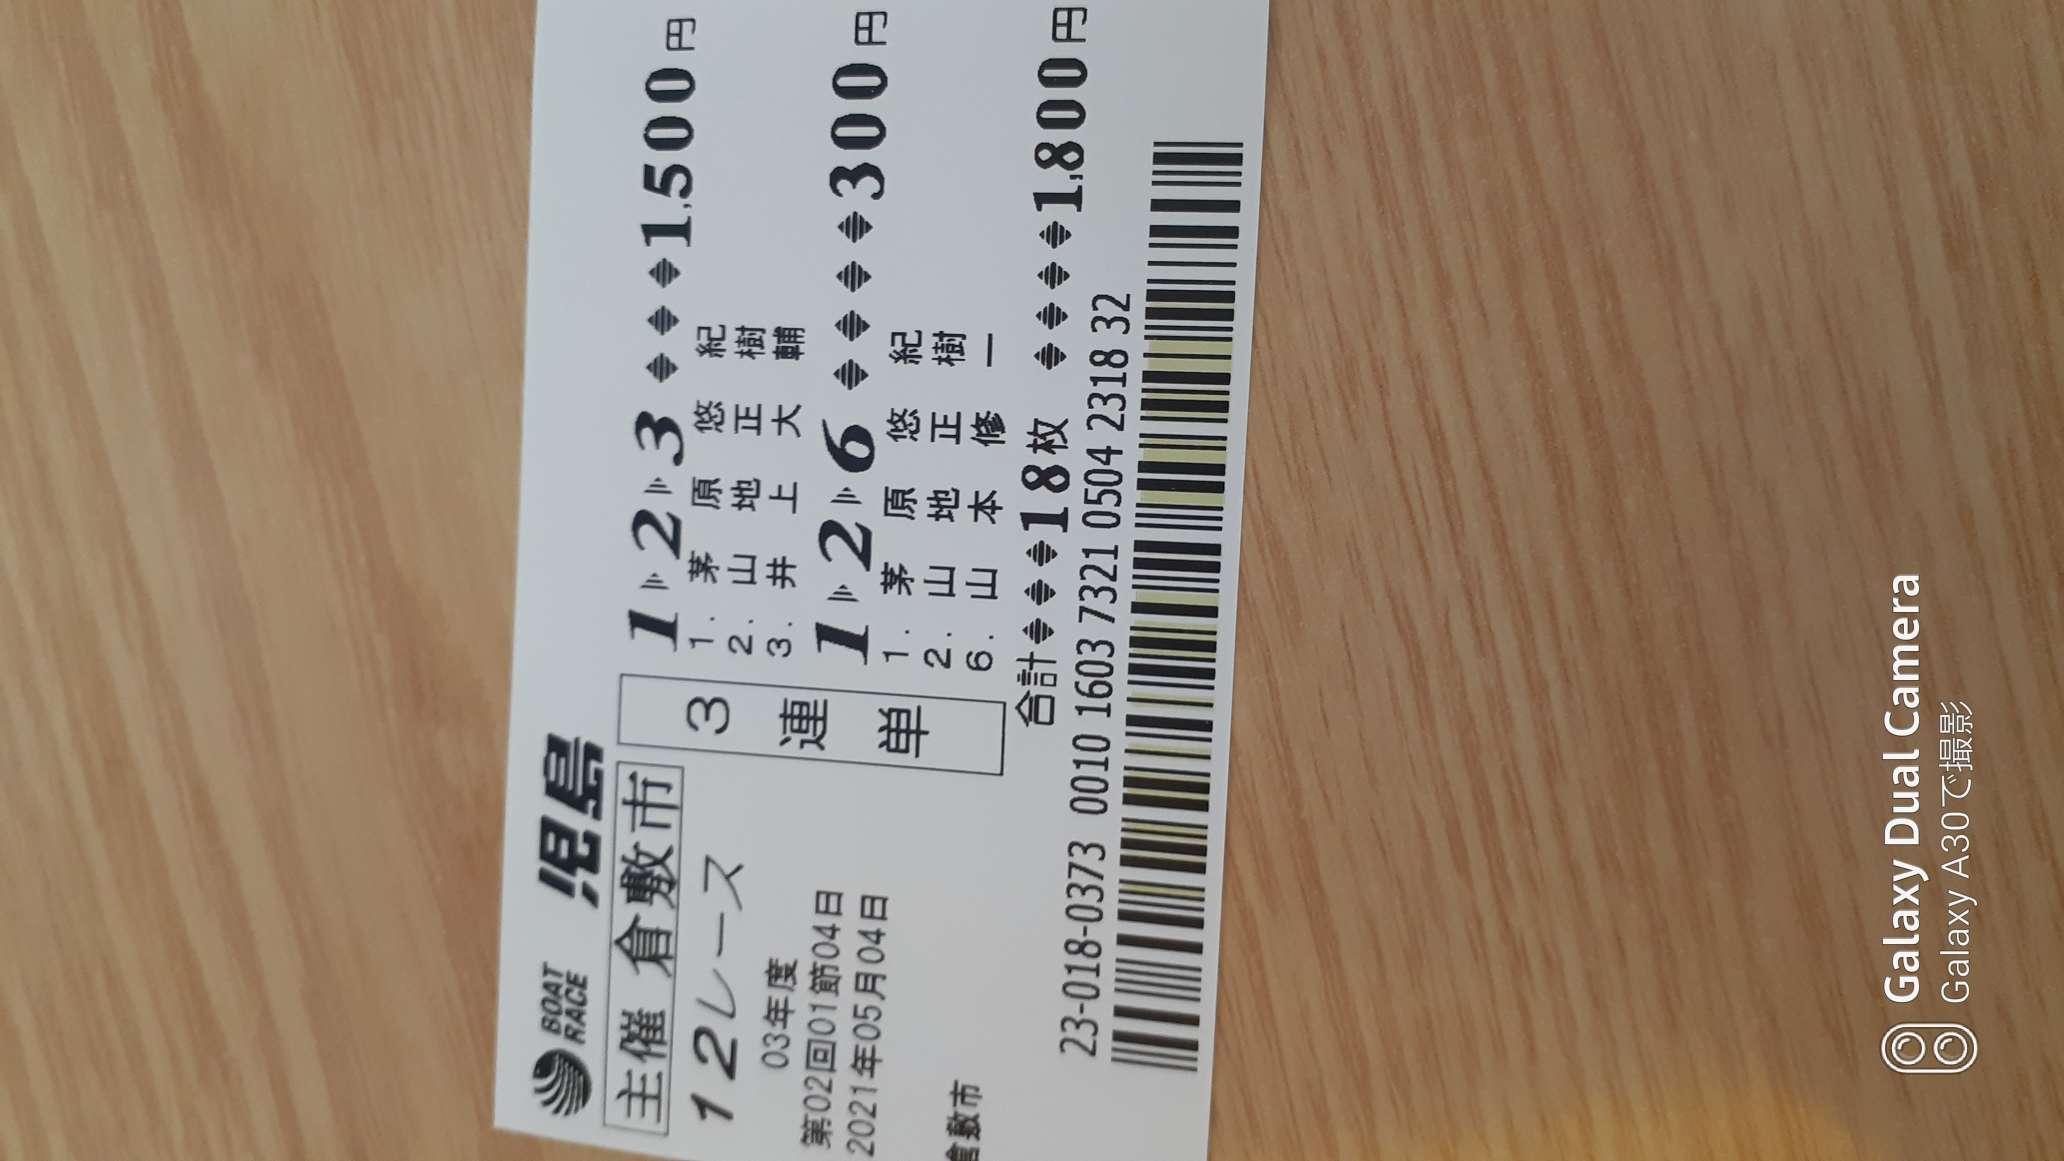 BOAT RACE 児島
主催 倉敷市
12レース
03年度
第02回01節04日
2021年05月04日
倉敷市
3連単
1 2 3 ◆◆◆1,500円
1. 茅原 悠紀
2. 山地 正樹
3. 井上 大輔
1 2 6 ◆◆◆◆300円
1. 茅原 悠紀
2. 山地 正樹
6. 山本 修一
合計◆◆◆18枚 ◆◆◆◆1,800円
23-018-0373 0010 1603 7321 0504 2318 32
Galaxy Dual Camera
Galaxy A30で撮影